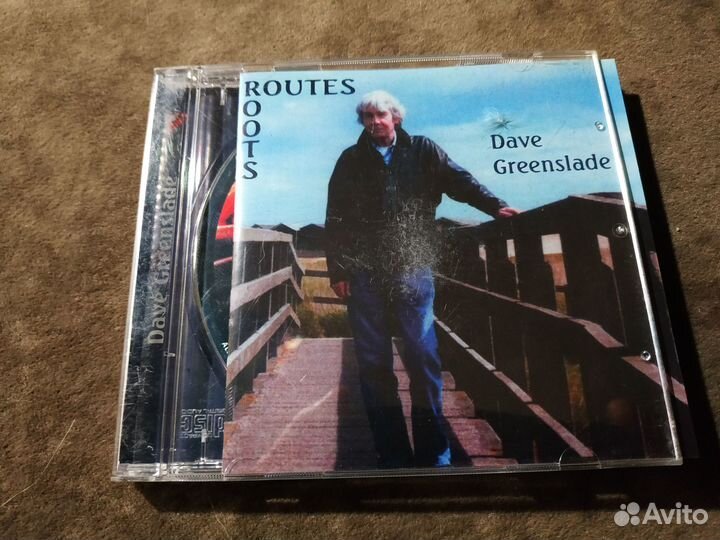 ROUTES
ROOTS
Dave
Greenslade
Dave Greenslade
Avito